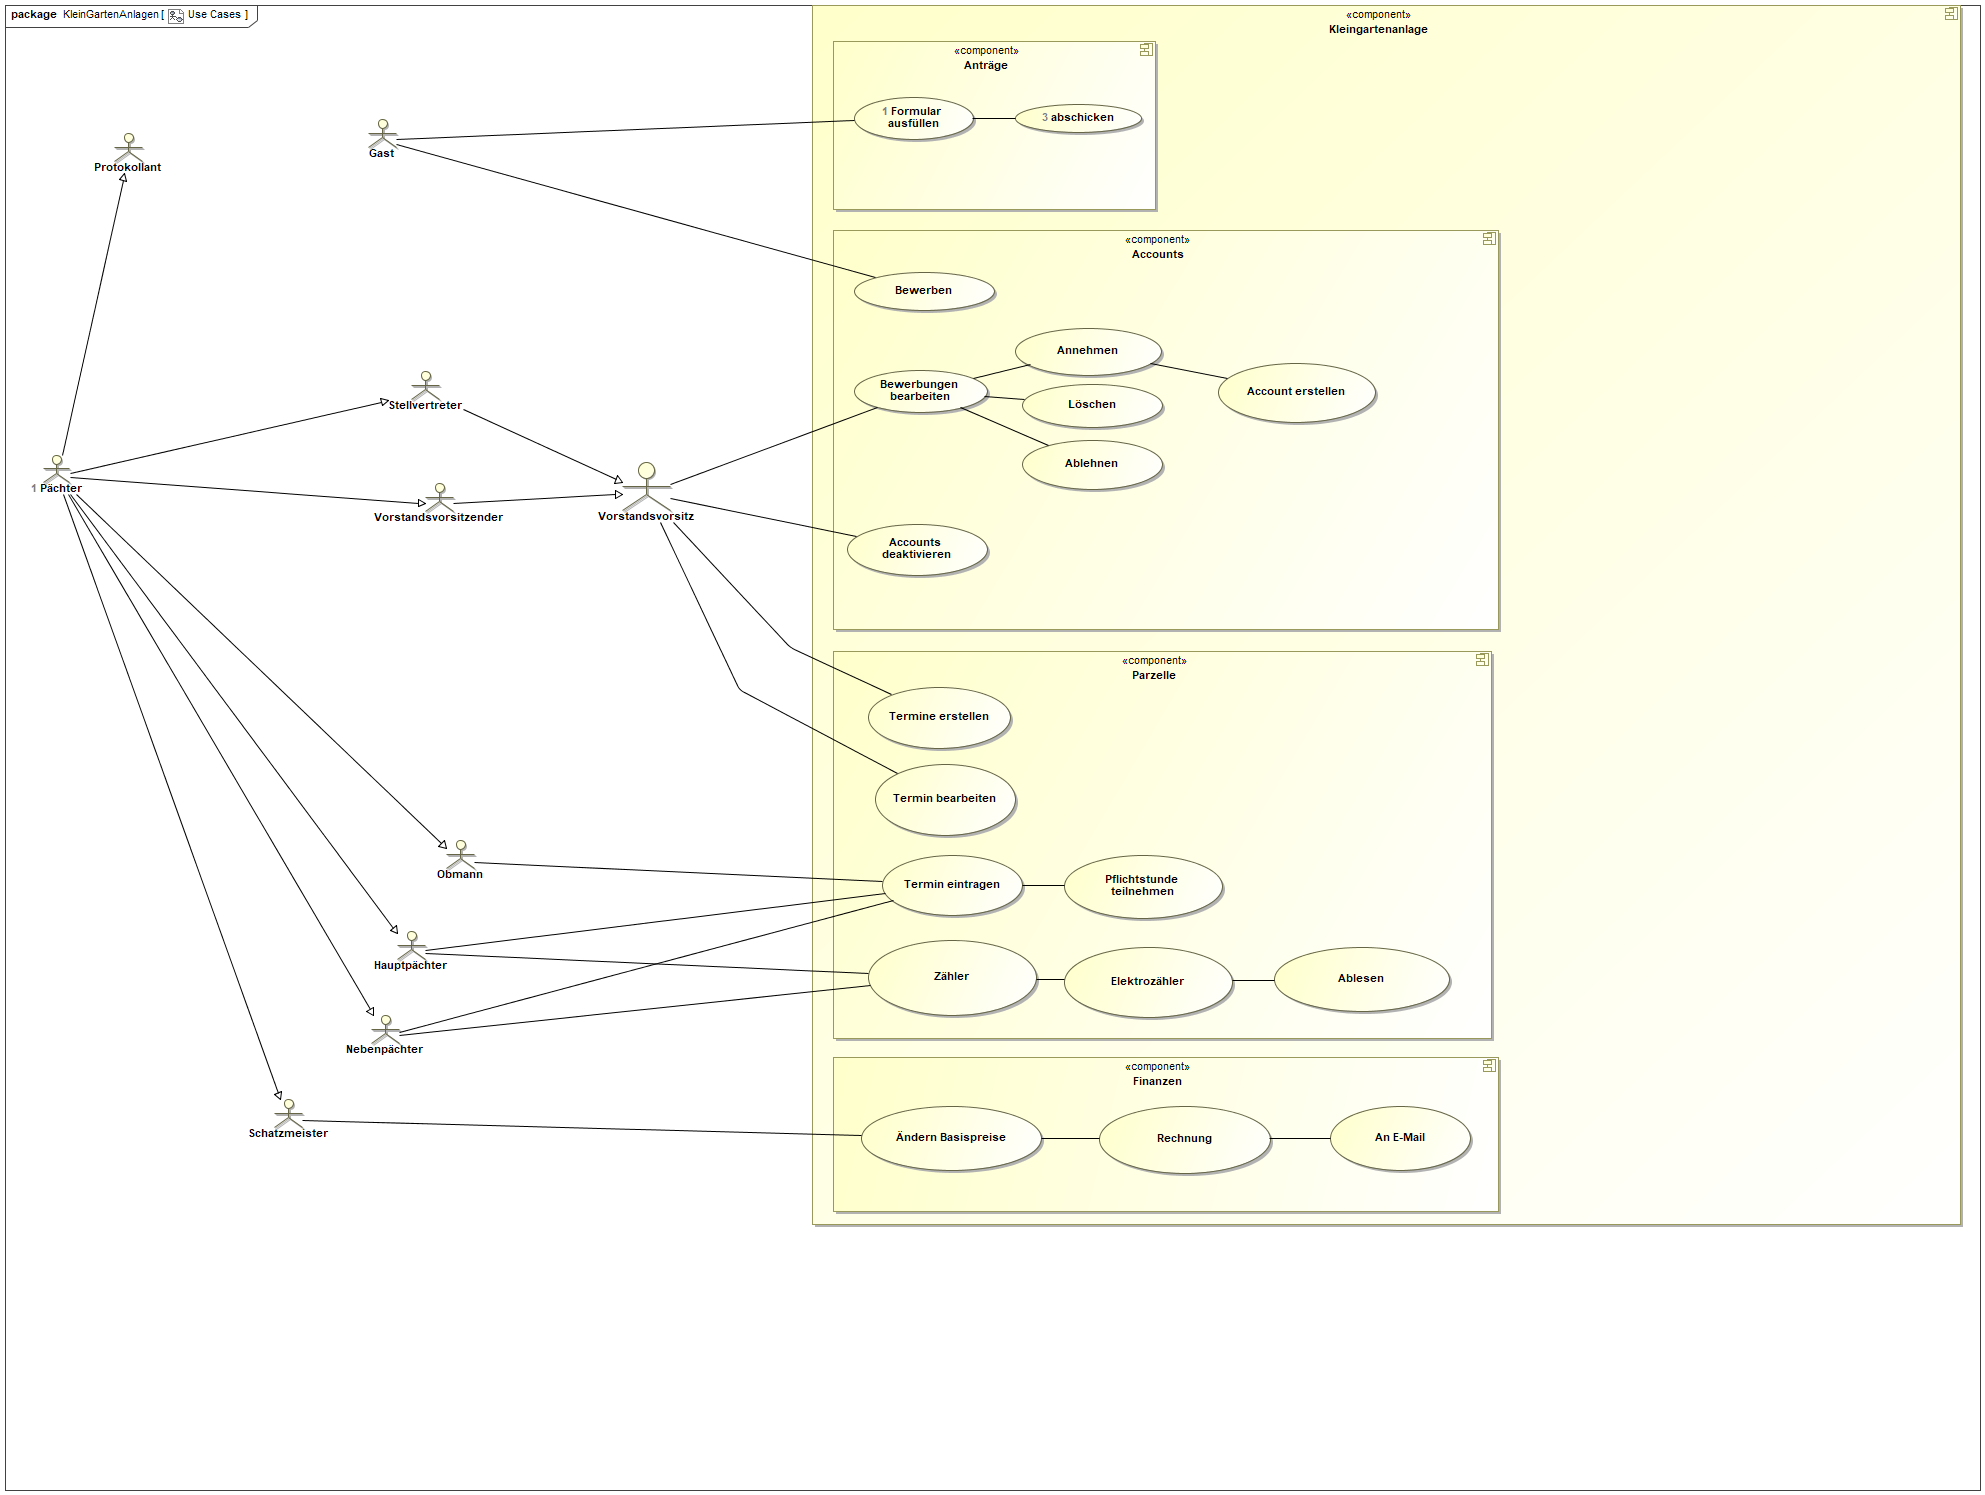 package KleinGartenAnlagen [ Use Cases ]
«component»
Kleingartenanlage
«component»
Anträge
1 Formular
ausfüllen
3 abschicken
Protokollant
Gast
«component»
Accounts
Bewerben
Annehmen
Bewerbungen
bearbeiten
Account erstellen
Löschen
Ablehnen
Stellvertreter
1 Pächter
Vorstandsvorsitzender
Vorstandsvorsitz
Accounts
deaktivieren
«component»
Parzelle
Termine erstellen
Termin bearbeiten
Obmann
Termin eintragen
Pflichtstunde
teilnehmen
Hauptpächter
Zähler
Elektrozähler
Ablesen
Nebenpächter
«component»
Finanzen
Schatzmeister
Ändern Basispreise
Rechnung
An E-Mail